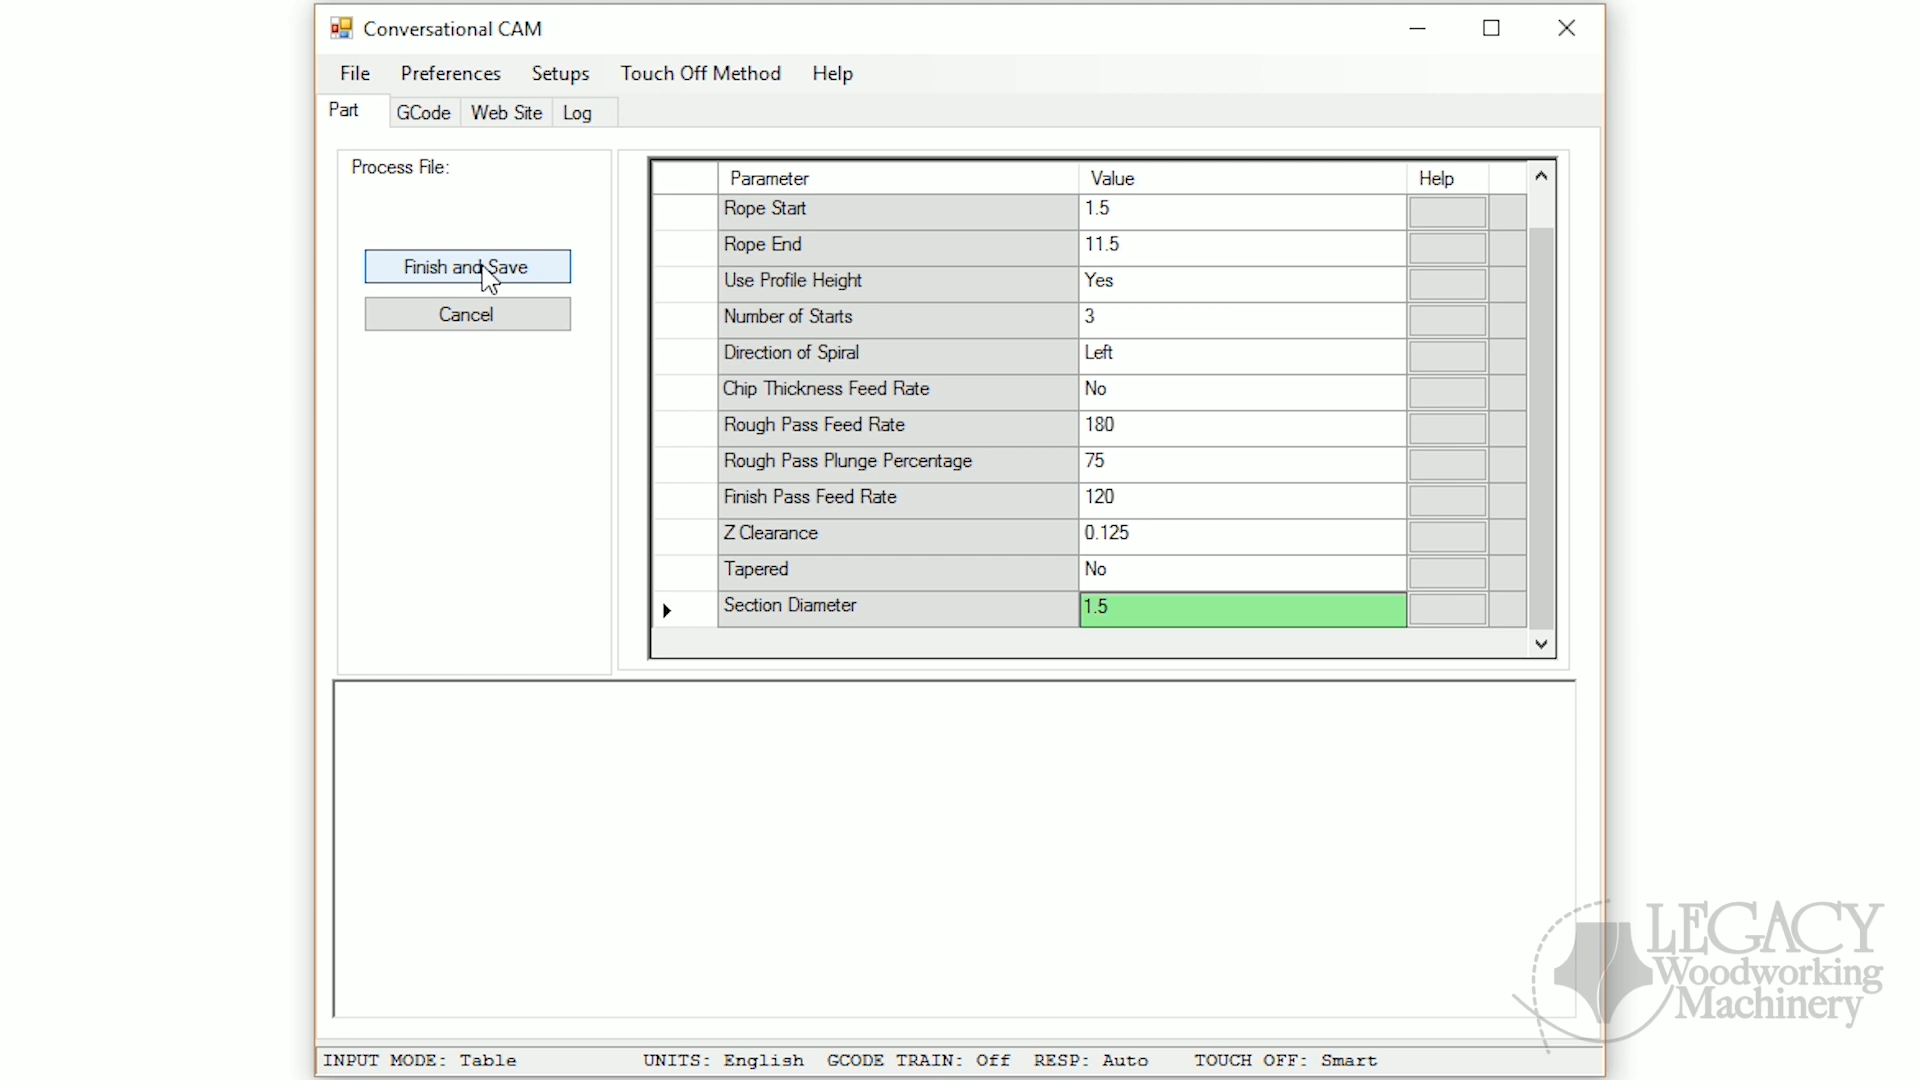 Conversational CAM
File Preferences Setups Touch Off Method Help
Part GCode Web Site Log
Process File:
Finish and Save
Cancel
Parameter Value Help
Rope Start 1.5
Rope End 11.5
Use Profile Height Yes
Number of Starts 3
Direction of Spiral Left
Chip Thickness Feed Rate No
Rough Pass Feed Rate 180
Rough Pass Plunge Percentage 75
Finish Pass Feed Rate 120
Z Clearance 0.125
Tapered No
Section Diameter 1.5
LEGACY
Woodworking
Machinery
INPUT MODE: Table UNITS: English GCODE TRAIN: Off RESP: Auto TOUCH OFF: Smart